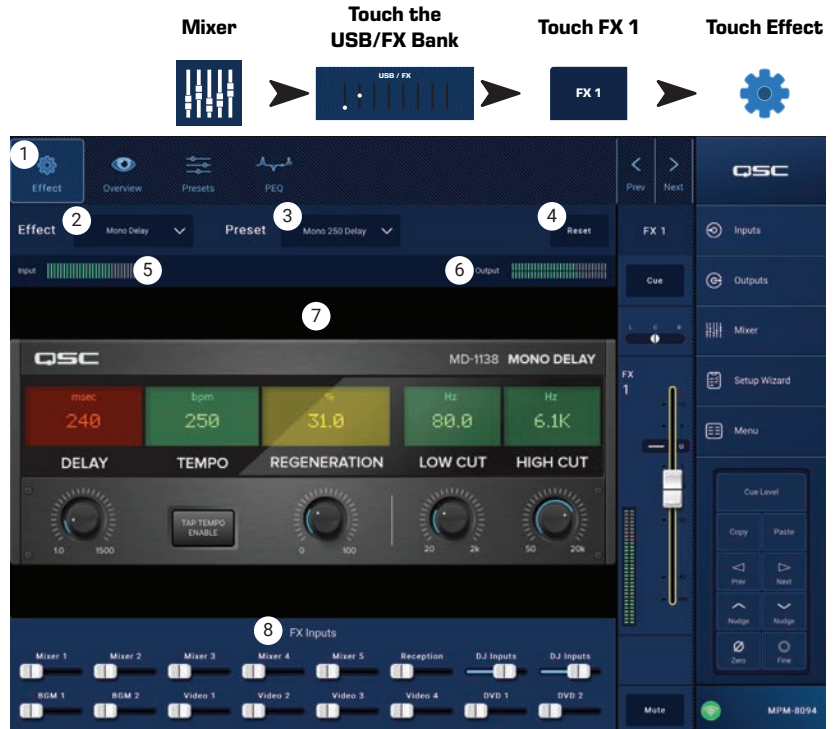 Mixer
Touch the
USB/FX Bank
Touch FX 1
Touch Effect
USB / FX
FX 1
1
Effect
Overview
Presets
PEQ
Prev
Next
QSC
Effect
2
Mono Delay
Preset
3
Mono 250 Delay
4
Reset
FX 1
Inputs
Input
5
6
Output
Cue
Outputs
7
L C R
Mixer
QSC
MD-1138 MONO DELAY
FX
1
Setup Wizard
msec
240
bpm
250
%
31.0
Hz
80.0
Hz
6.1K
U
Menu
DELAY
TEMPO
REGENERATION
LOW CUT
HIGH CUT
Cue Level
TAP TEMPO
ENABLE
1.0 1500
0 100
20 2k
50 20k
Copy
Paste
Prev
Next
Nudge
Nudge
8
FX Inputs
Zero
Fine
Mixer 1
Mixer 2
Mixer 3
Mixer 4
Mixer 5
Reception
DJ Inputs
DJ Inputs
BGM 1
BGM 2
Video 1
Video 2
Video 3
Video 4
DVD 1
DVD 2
Mute
MPM-8094